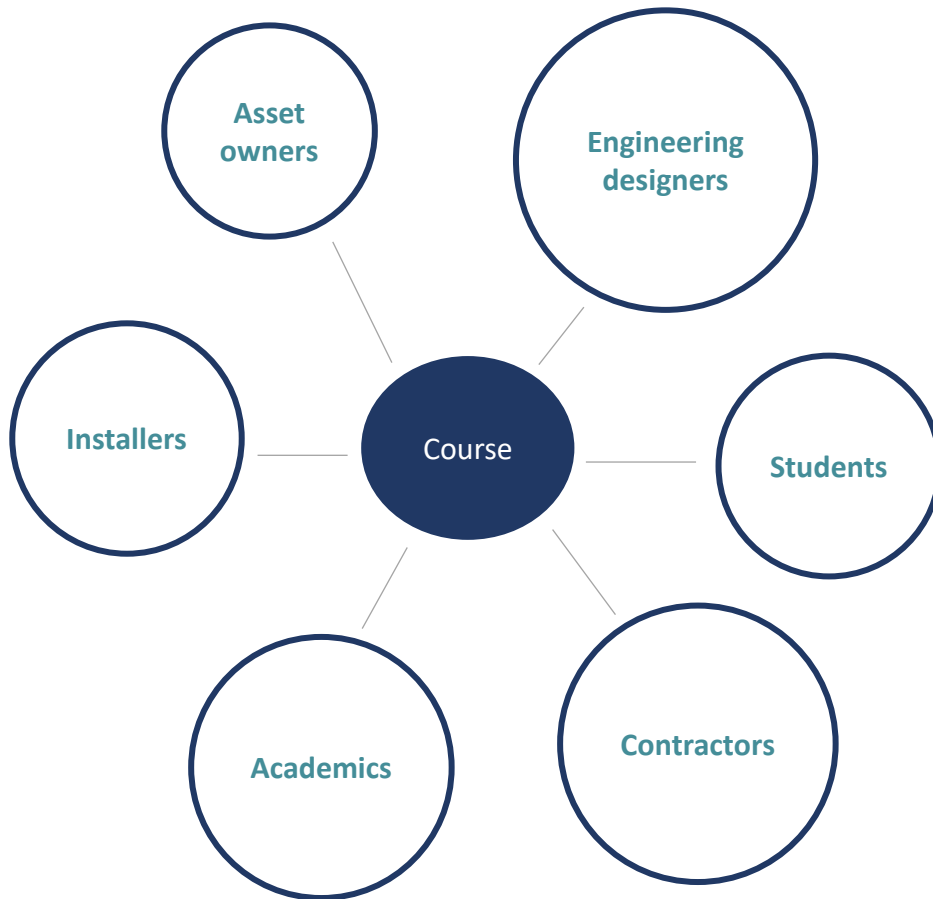 Asset
owners
Engineering
designers
Installers
Course
Students
Academics
Contractors